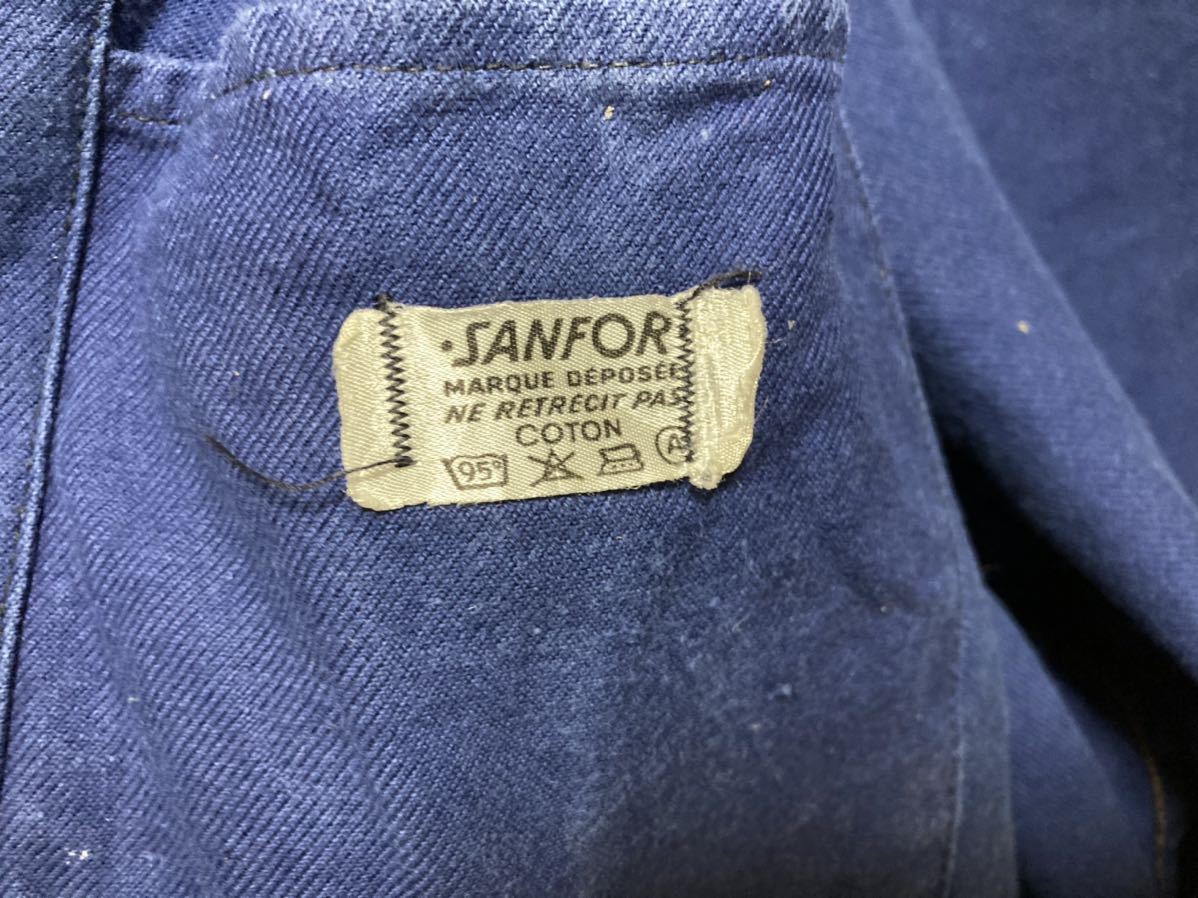 ·SANFOR
MARQUE DÉPOSÉE
NE RETRECIT PAS
COTON
95° P